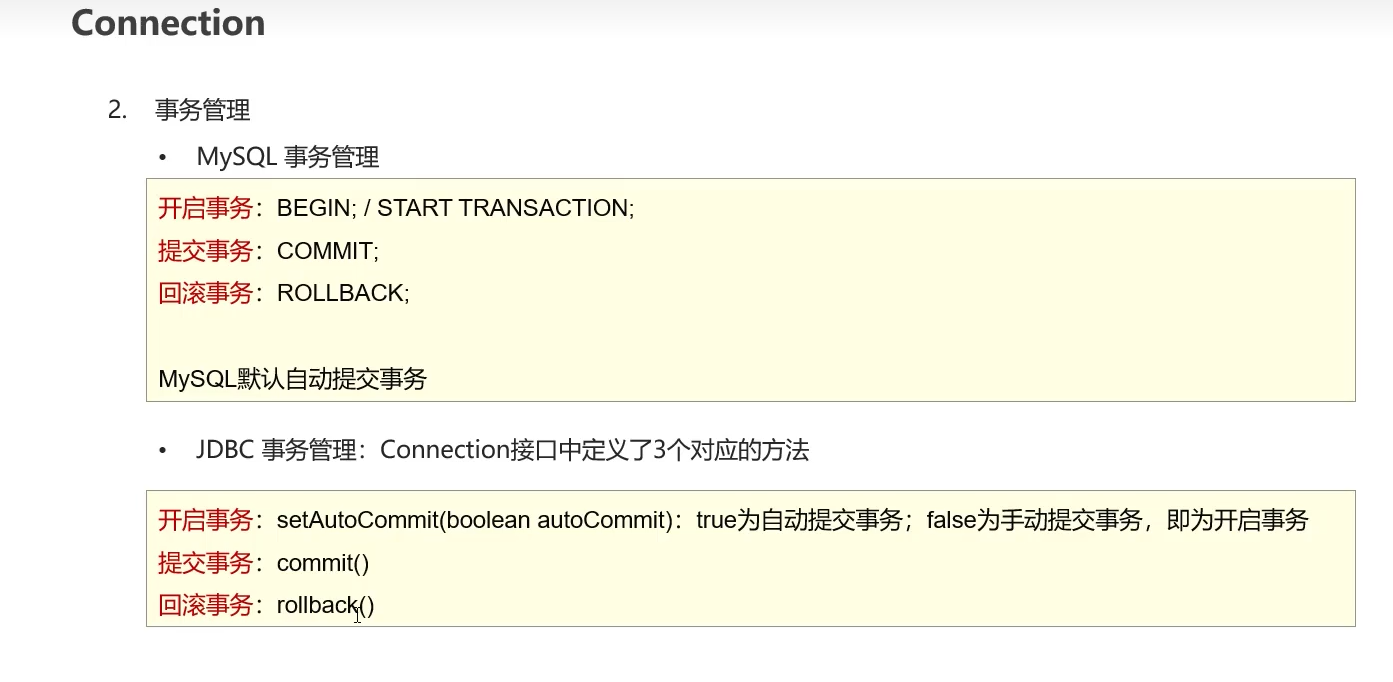 Connection
2. 事务管理
• MySQL 事务管理
开启事务：BEGIN; / START TRANSACTION;
提交事务：COMMIT;
回滚事务：ROLLBACK;
MySQL默认自动提交事务
• JDBC 事务管理：Connection接口中定义了3个对应的方法
开启事务：setAutoCommit(boolean autoCommit)：true为自动提交事务；false为手动提交事务，即为开启事务
提交事务：commit()
回滚事务：rollback()